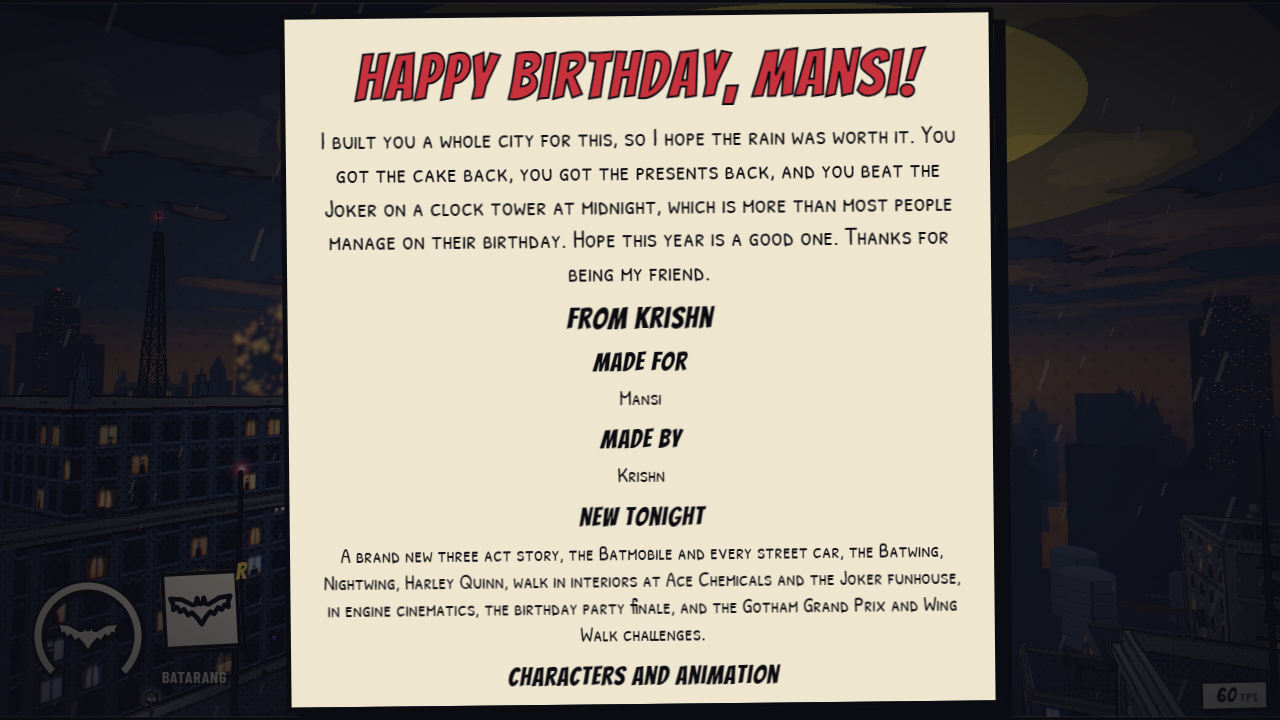 HAPPY BIRTHDAY, MANSI!
I BUILT YOU A WHOLE CITY FOR THIS, SO I HOPE THE RAIN WAS WORTH IT. YOU
GOT THE CAKE BACK, YOU GOT THE PRESENTS BACK, AND YOU BEAT THE
JOKER ON A CLOCK TOWER AT MIDNIGHT, WHICH IS MORE THAN MOST PEOPLE
MANAGE ON THEIR BIRTHDAY. HOPE THIS YEAR IS A GOOD ONE. THANKS FOR
BEING MY FRIEND.
FROM KRISHN
MADE FOR
MANSI
MADE BY
KRISHN
NEW TONIGHT
A BRAND NEW THREE ACT STORY, THE BATMOBILE AND EVERY STREET CAR, THE BATWING,
NIGHTWING, HARLEY QUINN, WALK IN INTERIORS AT ACE CHEMICALS AND THE JOKER FUNHOUSE,
IN ENGINE CINEMATICS, THE BIRTHDAY PARTY FINALE, AND THE GOTHAM GRAND PRIX AND WING
WALK CHALLENGES.
CHARACTERS AND ANIMATION
R
BATARANG
60 FPS